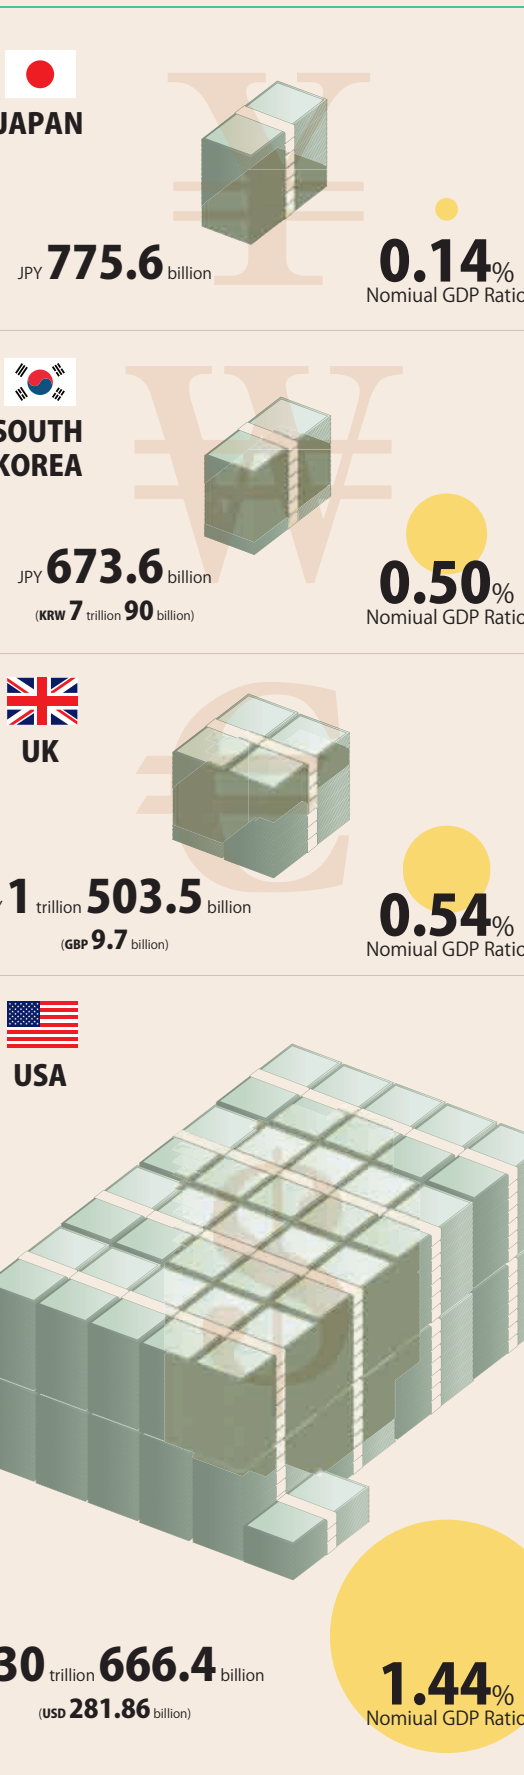 JAPAN
JPY 775.6 billion
0.14%
Nomiual GDP Ratio
SOUTH
KOREA
JPY 673.6 billion
(KRW 7 trillion 90 billion)
0.50%
Nomiual GDP Ratio
UK
1 trillion 503.5 billion
(GBP 9.7 billion)
0.54%
Nomiual GDP Ratio
USA
30 trillion 666.4 billion
(USD 281.86 billion)
1.44%
Nomiual GDP Ratio